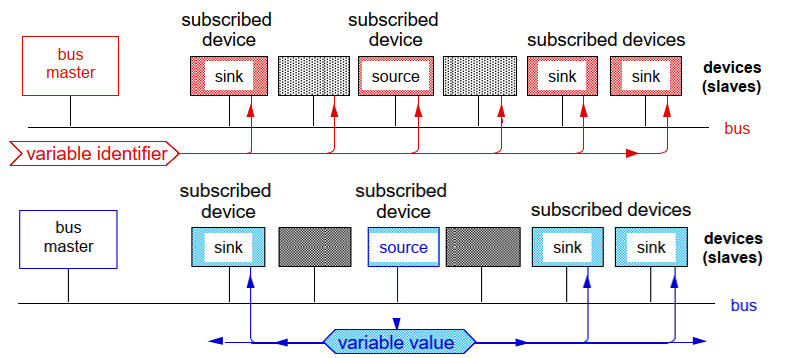 subscribed device
subscribed device
subscribed devices
bus master
sink
source
sink
sink
devices (slaves)
bus
variable identifier
subscribed device
subscribed device
subscribed devices
bus master
sink
source
sink
sink
devices (slaves)
bus
variable value